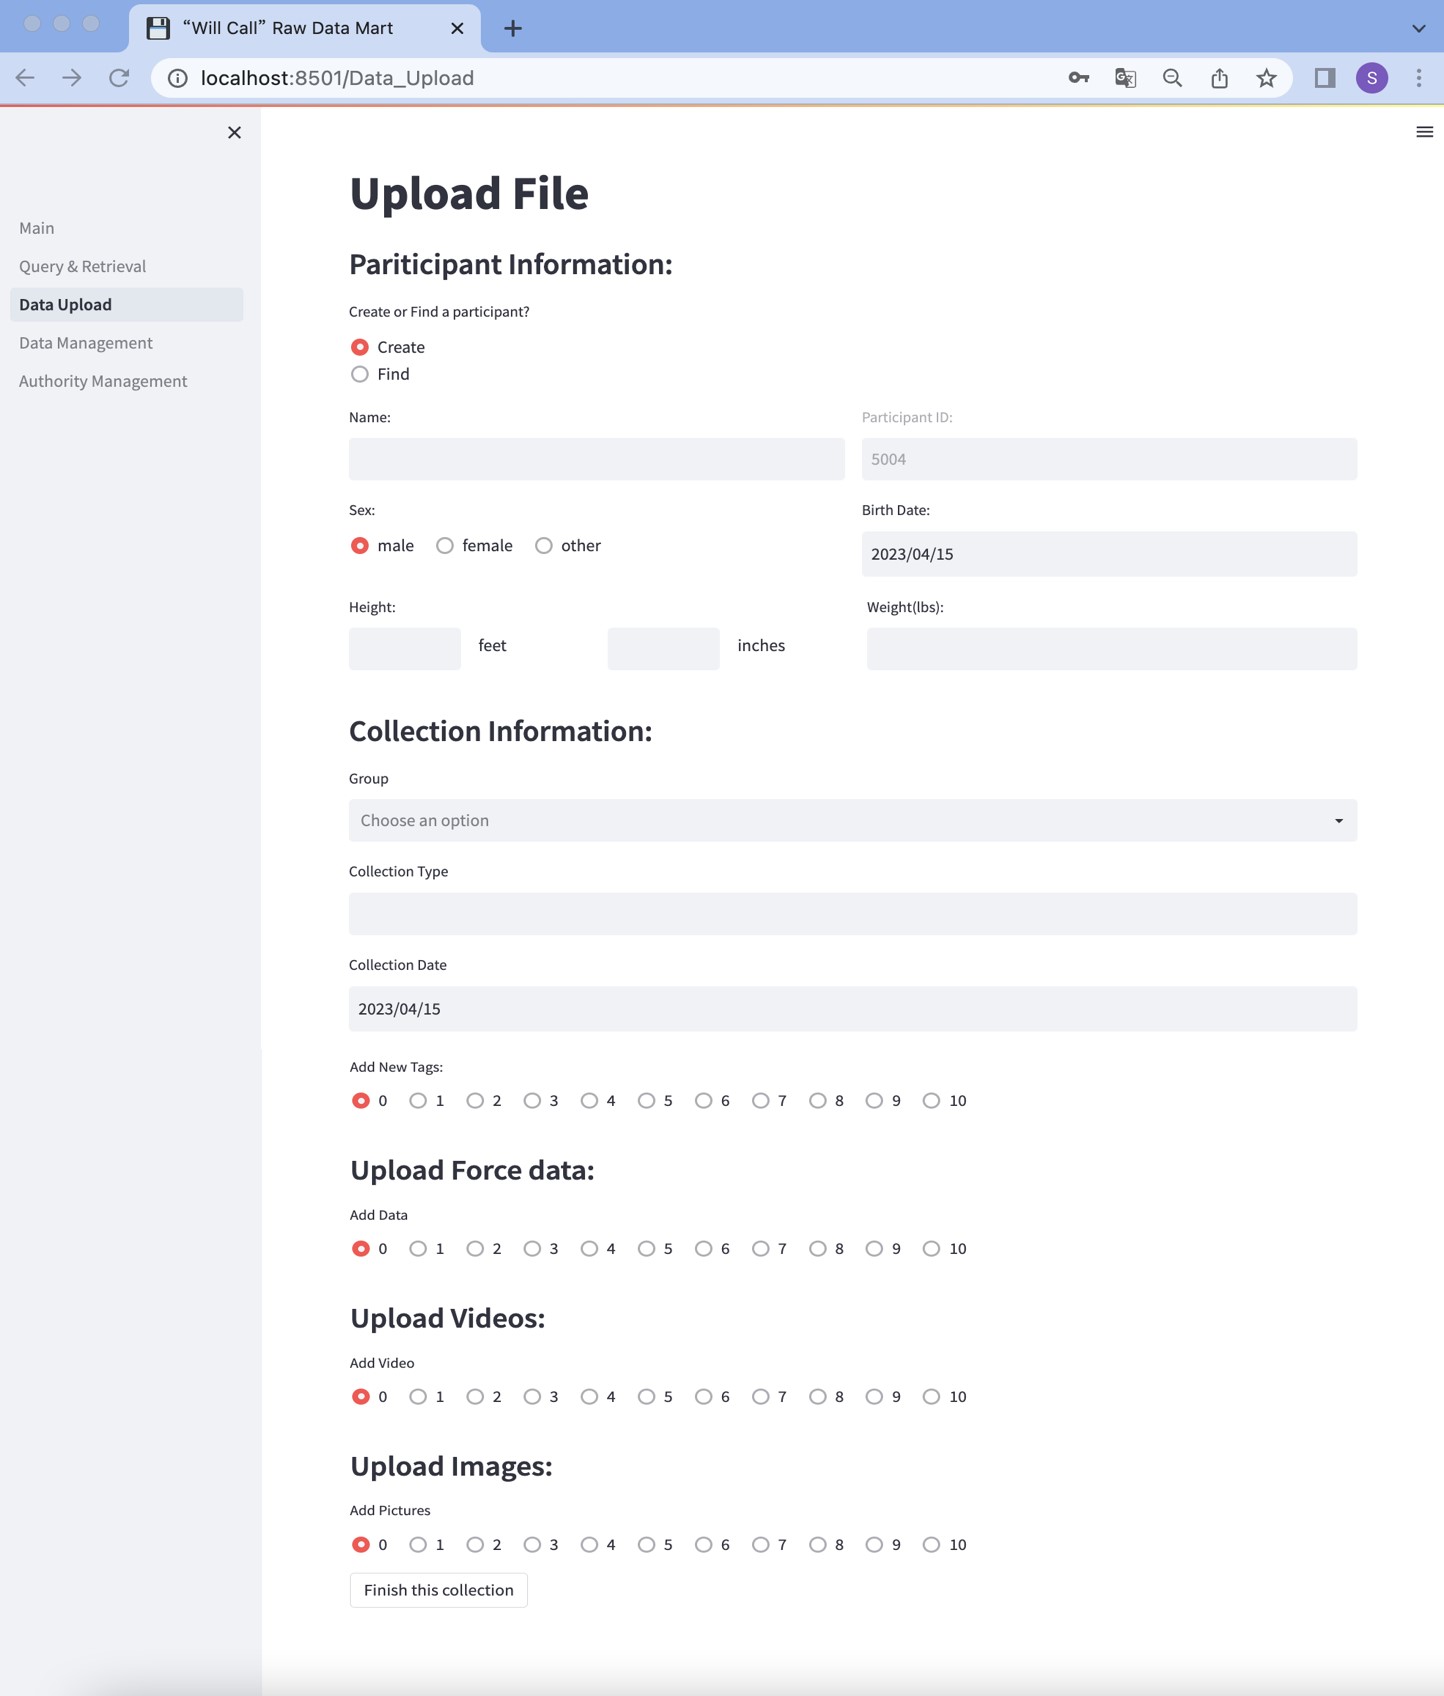 “Will Call” Raw Data Mart
localhost:8501/Data_Upload
S
Main
Query & Retrieval
Data Upload
Data Management
Authority Management
Upload File
Pariticipant Information:
Create or Find a participant?
Create
Find
Name:
Participant ID:
5004
Sex:
male female other
Birth Date:
2023/04/15
Height:
feet inches
Weight(lbs):
Collection Information:
Group
Choose an option
Collection Type
Collection Date
2023/04/15
Add New Tags:
0 1 2 3 4 5 6 7 8 9 10
Upload Force data:
Add Data
0 1 2 3 4 5 6 7 8 9 10
Upload Videos:
Add Video
0 1 2 3 4 5 6 7 8 9 10
Upload Images:
Add Pictures
0 1 2 3 4 5 6 7 8 9 10
Finish this collection